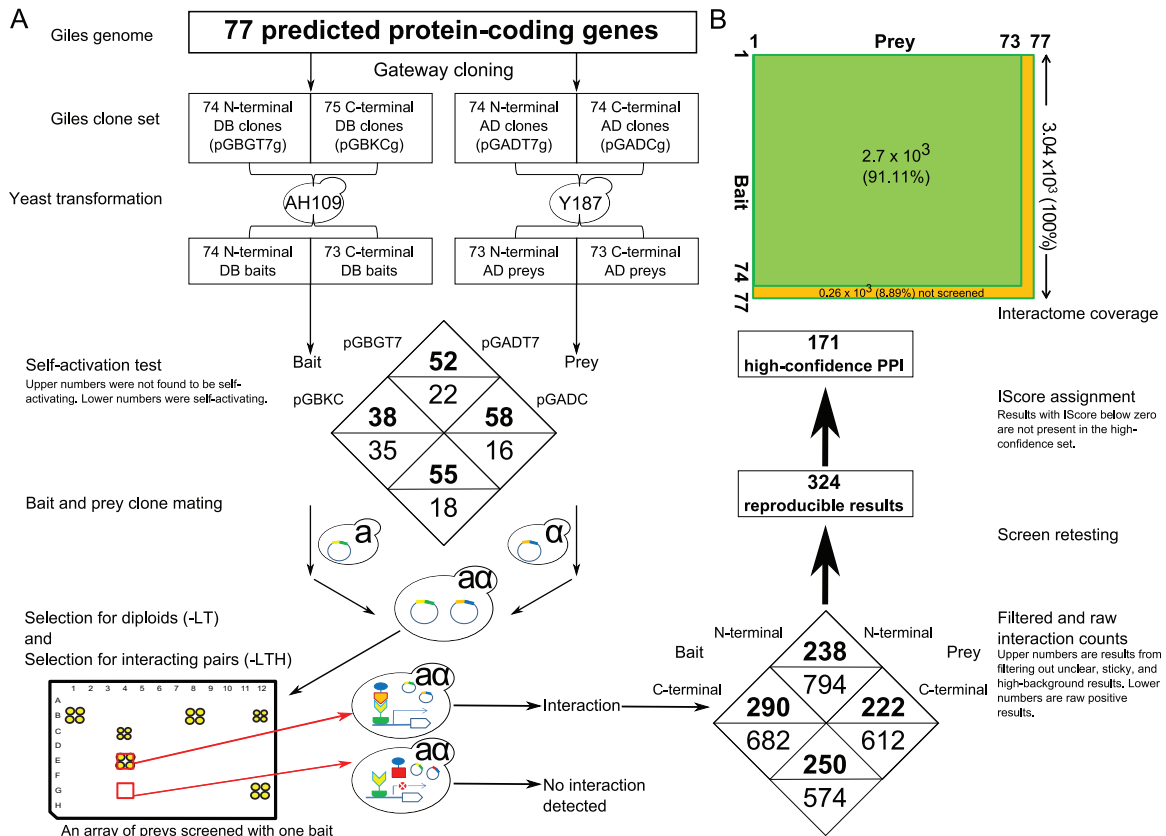 A
Giles genome
77 predicted protein-coding genes
Gateway cloning
Giles clone set
74 N-terminal
DB clones
(pGBGT7g)
75 C-terminal
DB clones
(pGBKCg)
74 N-terminal
AD clones
(pGADT7g)
74 C-terminal
AD clones
(pGADCg)
Yeast transformation
AH109
Y187
74 N-terminal
DB baits
73 C-terminal
DB baits
73 N-terminal
AD preys
73 C-terminal
AD preys
Self-activation test
Upper numbers were not found to be self-
activating. Lower numbers were self-activating.
Bait
pGBGT7
pGADT7
Prey
pGBKC
pGADC
52
22
38
35
58
16
55
18
Bait and prey clone mating
a
α
aα
Selection for diploids (-LT)
and
Selection for interacting pairs (-LTH)
1 2 3 4 5 6 7 8 9 10 11 12
A
B
C
D
E
F
G
H
An array of preys screened with one bait
aα
Interaction
aα
No interaction
detected
B
1 Prey 73 77
1
Bait
74
77
2.7 x 10³
(91.11%)
3.04 x10³ (100%)
0.26 x 10³ (8.89%) not screened
Interactome coverage
171
high-confidence PPI
IScore assignment
Results with IScore below zero
are not present in the high-
confidence set.
324
reproducible results
Screen retesting
Filtered and raw
interaction counts
Upper numbers are results from
filtering out unclear, sticky, and
high-background results. Lower
numbers are raw positive
results.
N-terminal
N-terminal
Bait
Prey
C-terminal
C-terminal
238
794
290
682
222
612
250
574